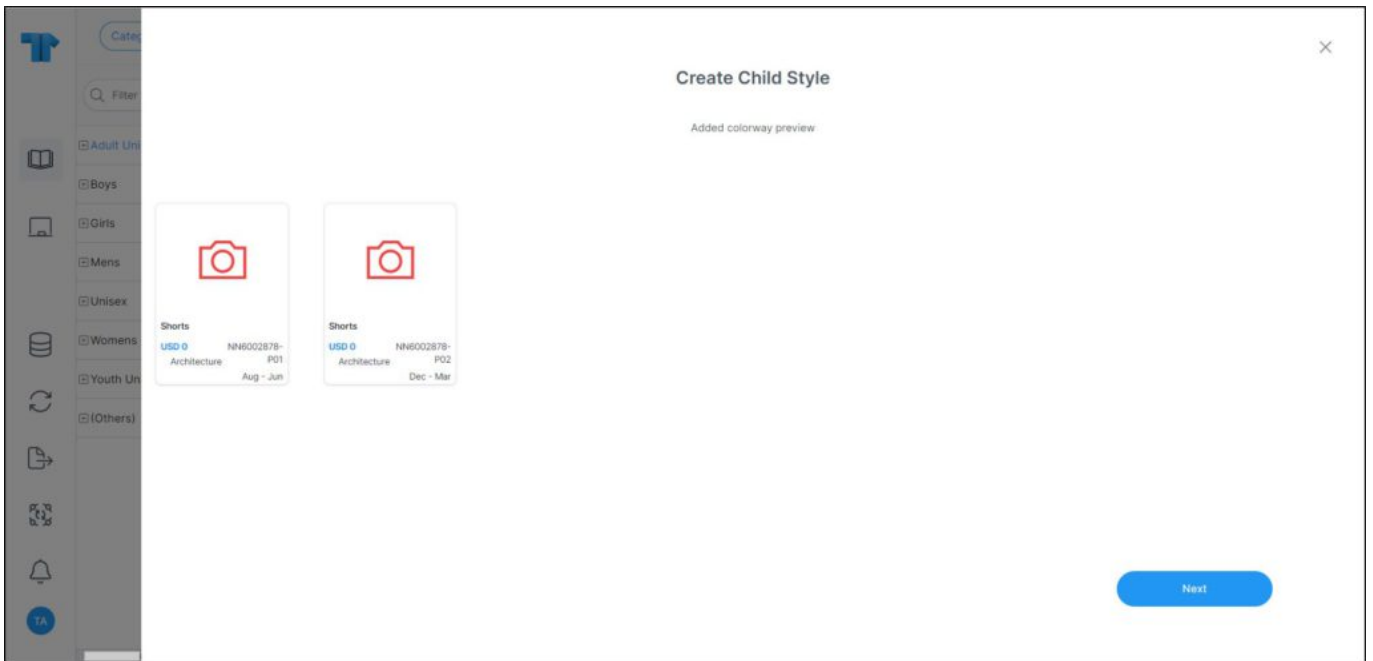 Categ
Create Child Style
Filter
Added colorway preview
Adult Uni
Boys
Girls
Mens
Unisex
Womens
Youth Un
(Others)
Shorts
USD 0 NN6002878-
Architecture P01
Aug - Jun
Shorts
USD 0 NN6002878-
Architecture P02
Dec - Mar
Next
TA